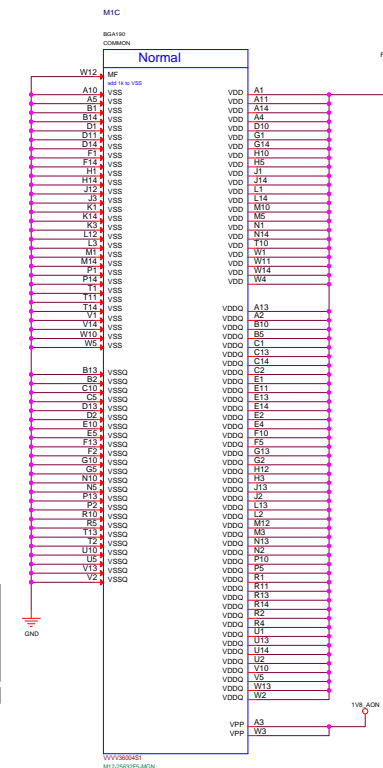 M1C
BGA190
COMMON
Normal
W12 MF
add 1k to VSS
A10 VSS
A5 VSS
B1 VSS
B14 VSS
D1 VSS
D11 VSS
D14 VSS
F1 VSS
F14 VSS
H1 VSS
H14 VSS
J12 VSS
J3 VSS
K1 VSS
K14 VSS
K3 VSS
L12 VSS
L3 VSS
M1 VSS
M14 VSS
P1 VSS
P14 VSS
T1 VSS
T11 VSS
T14 VSS
V1 VSS
V14 VSS
W10 VSS
W5 VSS
B13 VSSQ
B2 VSSQ
C10 VSSQ
C5 VSSQ
D13 VSSQ
D2 VSSQ
E10 VSSQ
E5 VSSQ
F13 VSSQ
F2 VSSQ
G10 VSSQ
G5 VSSQ
N10 VSSQ
N5 VSSQ
P13 VSSQ
P2 VSSQ
R10 VSSQ
R5 VSSQ
T13 VSSQ
T2 VSSQ
U10 VSSQ
U5 VSSQ
V13 VSSQ
V2 VSSQ
GND
VDD A1
VDD A11
VDD A14
VDD A4
VDD D10
VDD G1
VDD G14
VDD H10
VDD H5
VDD J1
VDD J14
VDD L1
VDD L14
VDD M10
VDD M5
VDD N1
VDD N14
VDD T10
VDD W1
VDD W11
VDD W14
VDD W4
VDDQ A13
VDDQ A2
VDDQ B10
VDDQ B5
VDDQ C1
VDDQ C13
VDDQ C14
VDDQ C2
VDDQ E1
VDDQ E11
VDDQ E13
VDDQ E14
VDDQ E2
VDDQ E4
VDDQ F10
VDDQ F5
VDDQ G13
VDDQ G2
VDDQ H12
VDDQ H3
VDDQ J13
VDDQ J2
VDDQ L13
VDDQ L2
VDDQ M12
VDDQ M3
VDDQ N13
VDDQ N2
VDDQ P10
VDDQ P5
VDDQ R1
VDDQ R11
VDDQ R13
VDDQ R14
VDDQ R2
VDDQ R4
VDDQ U1
VDDQ U13
VDDQ U14
VDDQ U2
VDDQ V10
VDDQ V5
VDDQ W13
VDDQ W2
1V8_AON
VPP A3
VPP W3